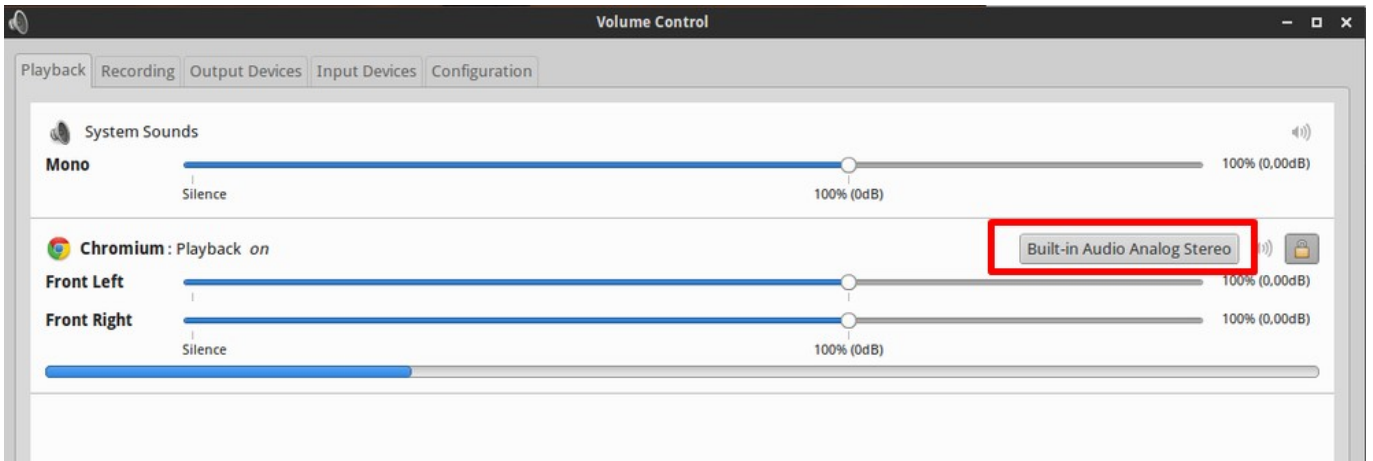 Volume Control
Playback Recording Output Devices Input Devices Configuration
System Sounds
Mono 100% (0,00dB)
Silence 100% (0dB)
Chromium : Playback on Built-in Audio Analog Stereo
Front Left 100% (0,00dB)
Front Right 100% (0,00dB)
Silence 100% (0dB)